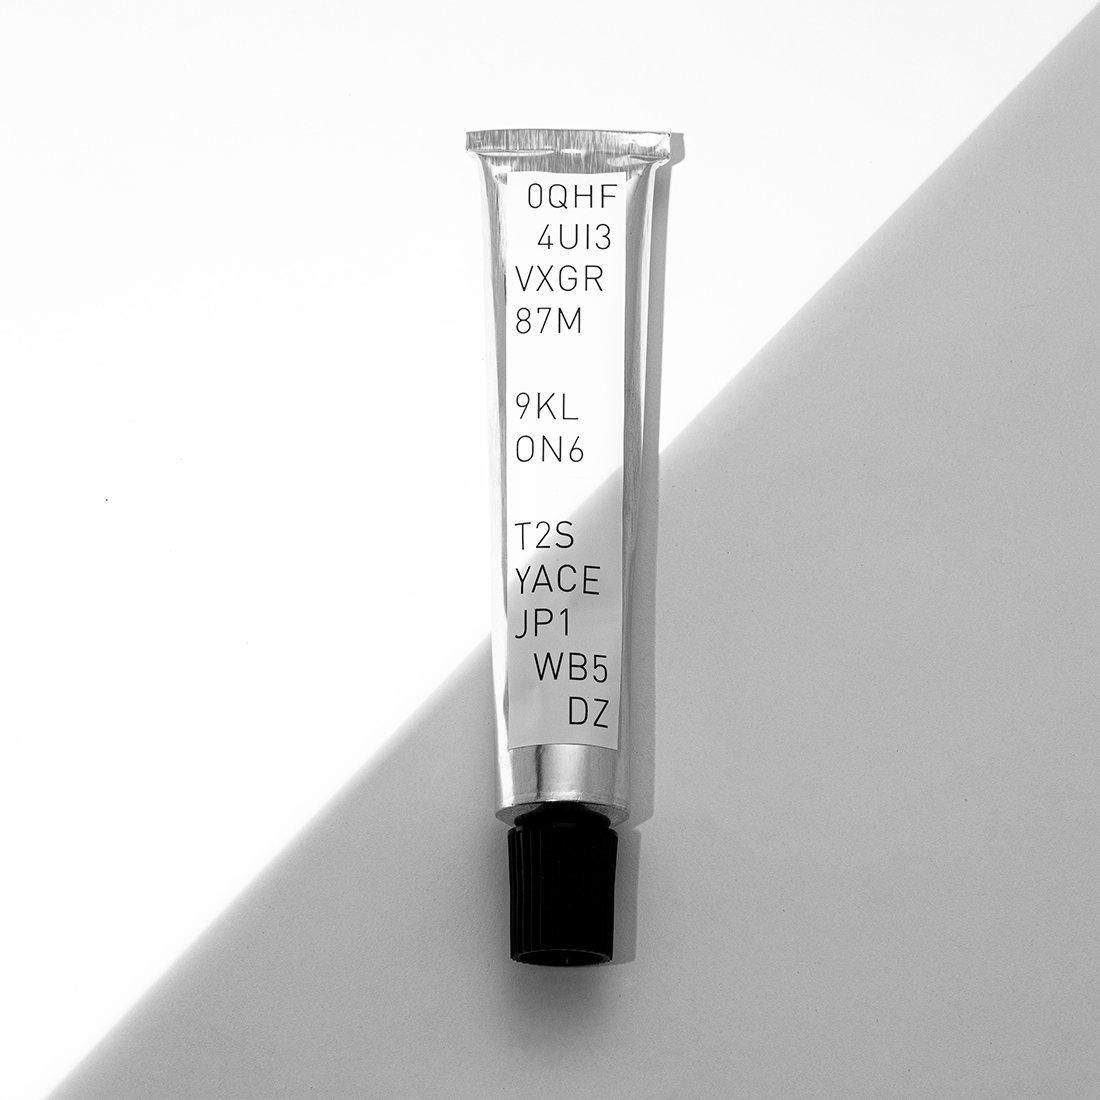 0QHF
4UI3
VXGR
87M
9KL
ON6
T2S
YACE
JP1
WB5
DZ